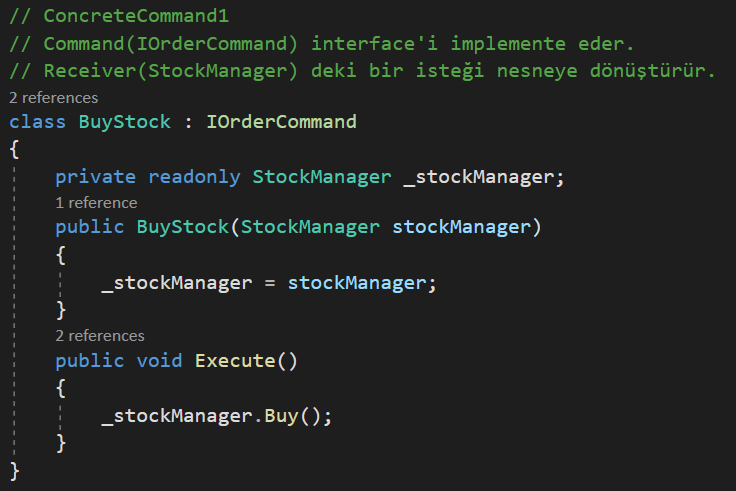 // ConcreteCommand1
// Command(IOrderCommand) interface'i implemente eder.
// Receiver(StockManager) deki bir isteği nesneye dönüştürür.
2 references
class BuyStock : IOrderCommand
{
private readonly StockManager _stockManager;
1 reference
public BuyStock(StockManager stockManager)
{
_stockManager = stockManager;
}
2 references
public void Execute()
{
_stockManager.Buy();
}
}